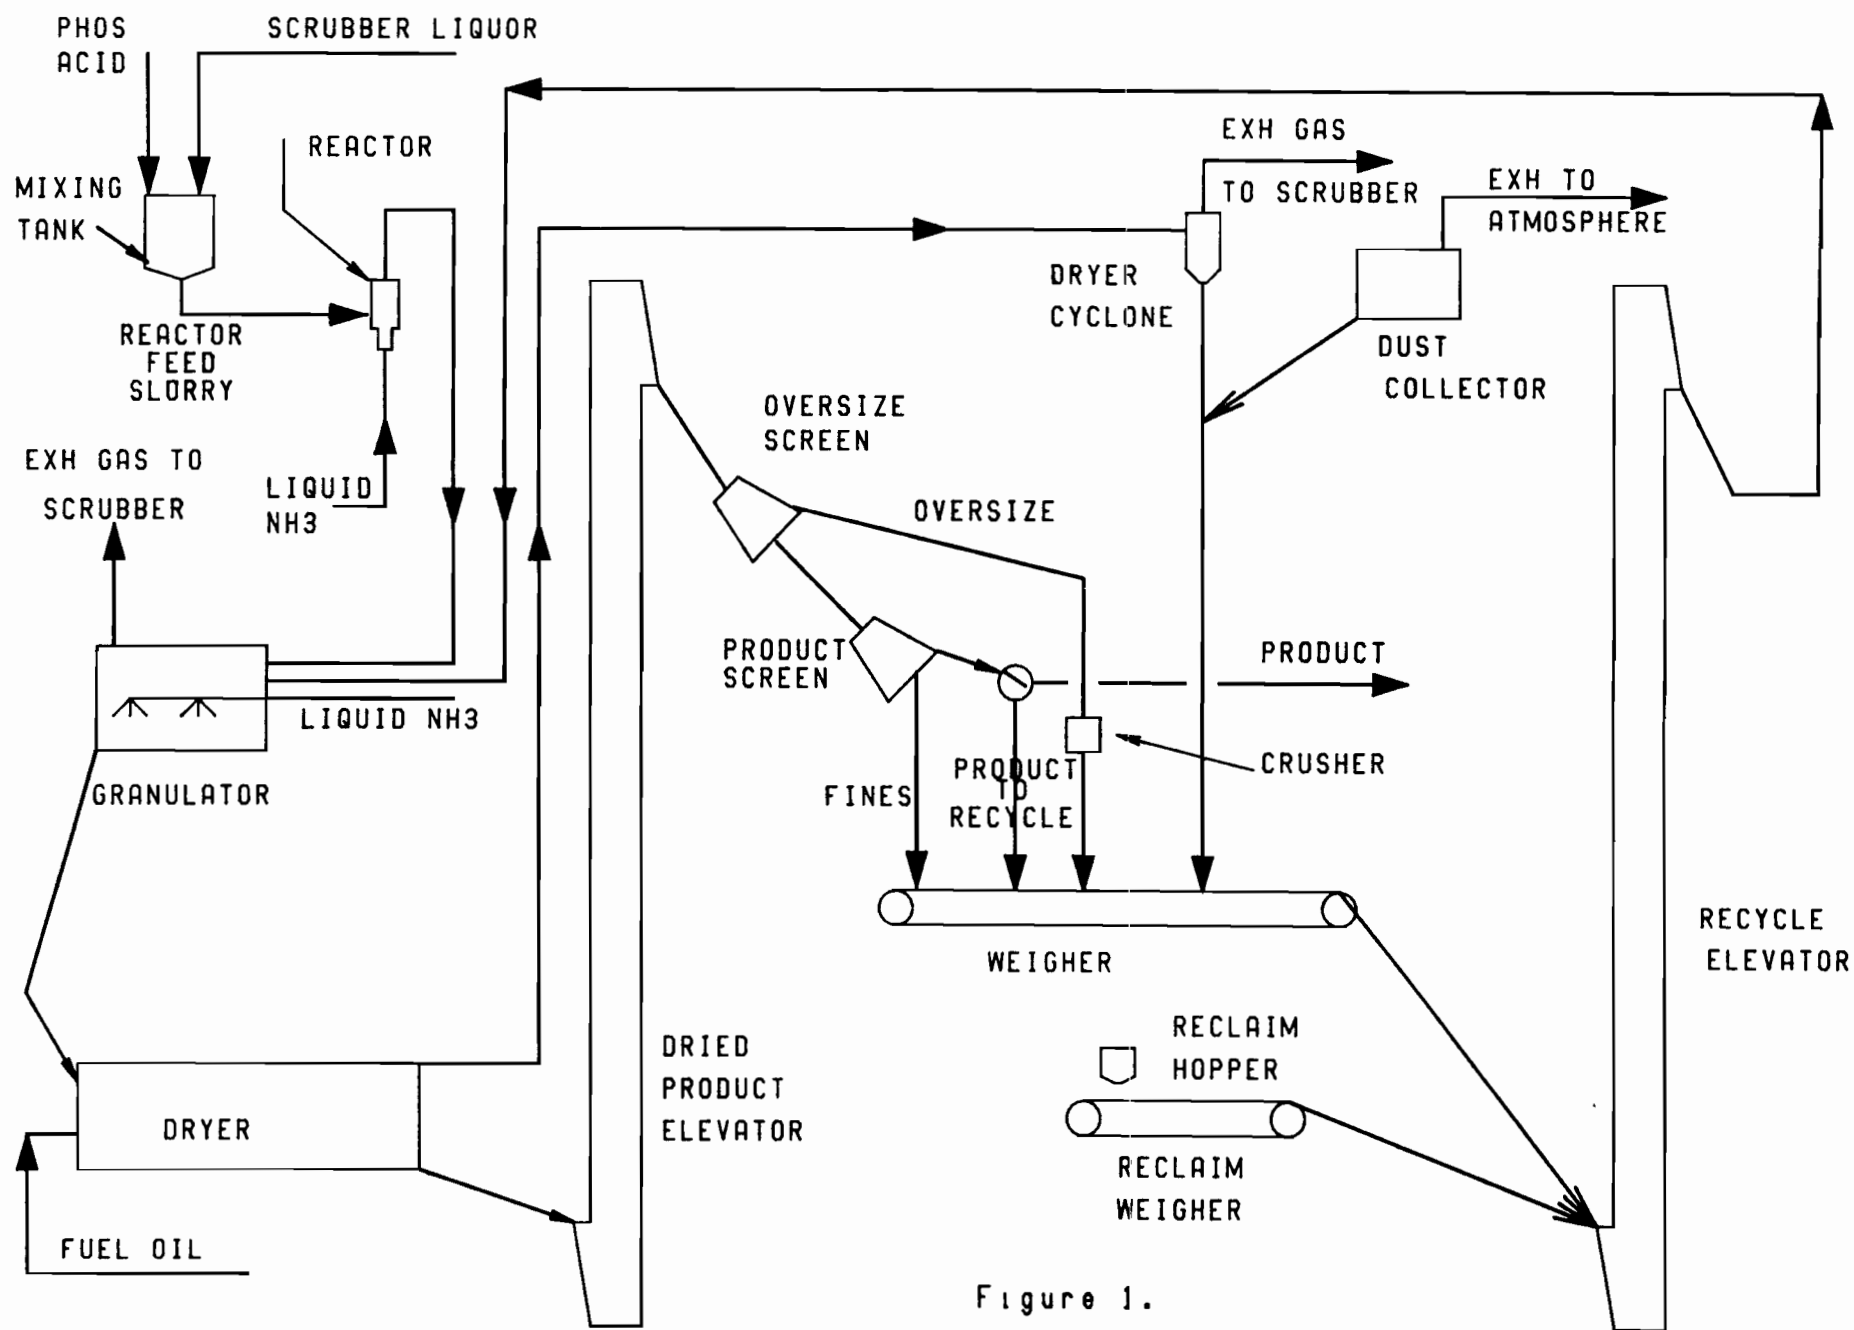 PHOS
ACID
SCRUBBER LIQUOR
REACTOR
MIXING
TANK
REACTOR
FEED
SLURRY
LIQUID
NH3
EXH GAS TO
SCRUBBER
LIQUID NH3
GRANULATOR
DRYER
FUEL OIL
DRIED
PRODUCT
ELEVATOR
OVERSIZE
SCREEN
OVERSIZE
PRODUCT
SCREEN
FINES
PRODUCT
TO
RECYCLE
CRUSHER
PRODUCT
EXH GAS
TO SCRUBBER
DRYER
CYCLONE
EXH TO
ATMOSPHERE
DUST
COLLECTOR
WEIGHER
RECLAIM
HOPPER
RECLAIM
WEIGHER
RECYCLE
ELEVATOR
Figure 1.